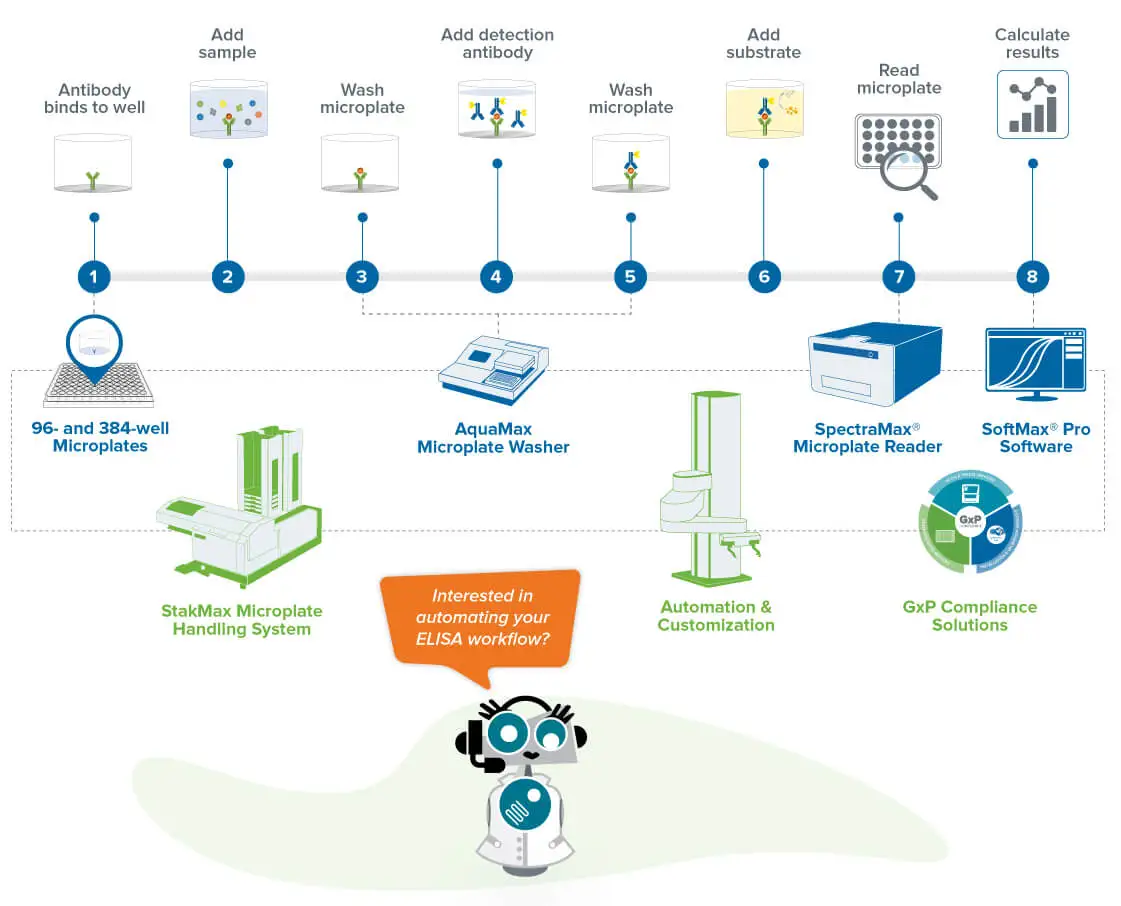 Antibody
binds to well
Add
sample
Wash
microplate
Add detection
antibody
Wash
microplate
Add
substrate
Read
microplate
Calculate
results
1
2
3
4
5
6
7
8
96- and 384-well
Microplates
AquaMax
Microplate Washer
SpectraMax®
Microplate Reader
SoftMax® Pro
Software
GxP
StakMax Microplate
Handling System
Automation &
Customization
GxP Compliance
Solutions
Interested in
automating your
ELISA workflow?